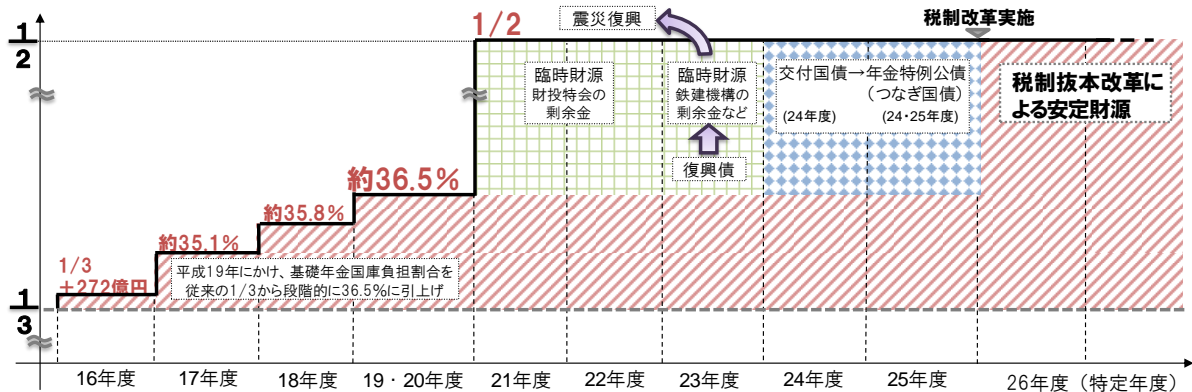 震災復興
税制改革実施
1/2
1/2
臨時財源
財投特会の
剰余金
臨時財源
鉄建機構の
剰余金など
復興債
交付国債→年金特例公債
(つなぎ国債)
(24年度)
(24・25年度)
税制抜本改革に
よる安定財源
約36.5%
約35.8%
約35.1%
1/3
+272億円
平成19年にかけ、基礎年金国庫負担割合を
従来の1/3から段階的に36.5%に引上げ
1/3
16年度
17年度
18年度
19・20年度
21年度
22年度
23年度
24年度
25年度
26年度(特定年度)